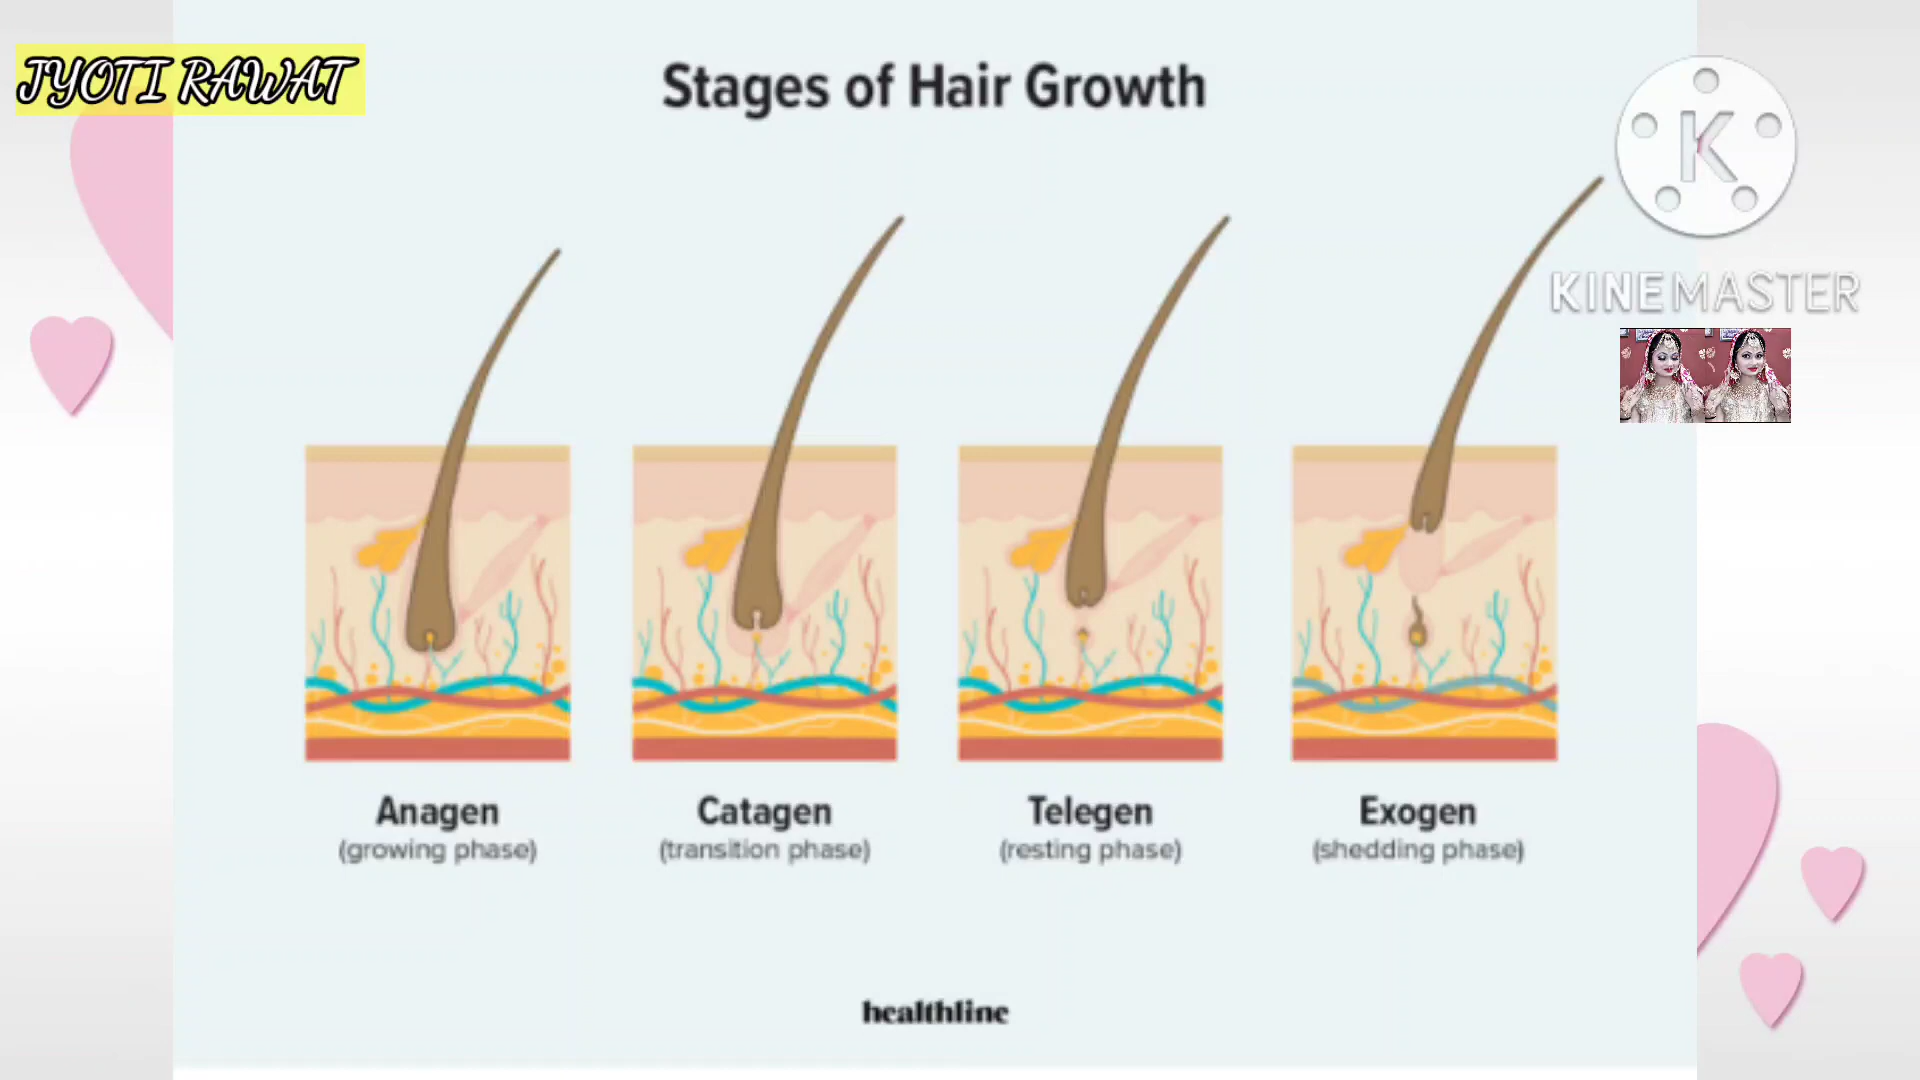 JYOTI RAWAT
Stages of Hair Growth
K
KINEMASTER
Anagen
(growing phase)
Catagen
(transition phase)
Telegen
(resting phase)
Exogen
(shedding phase)
healthline